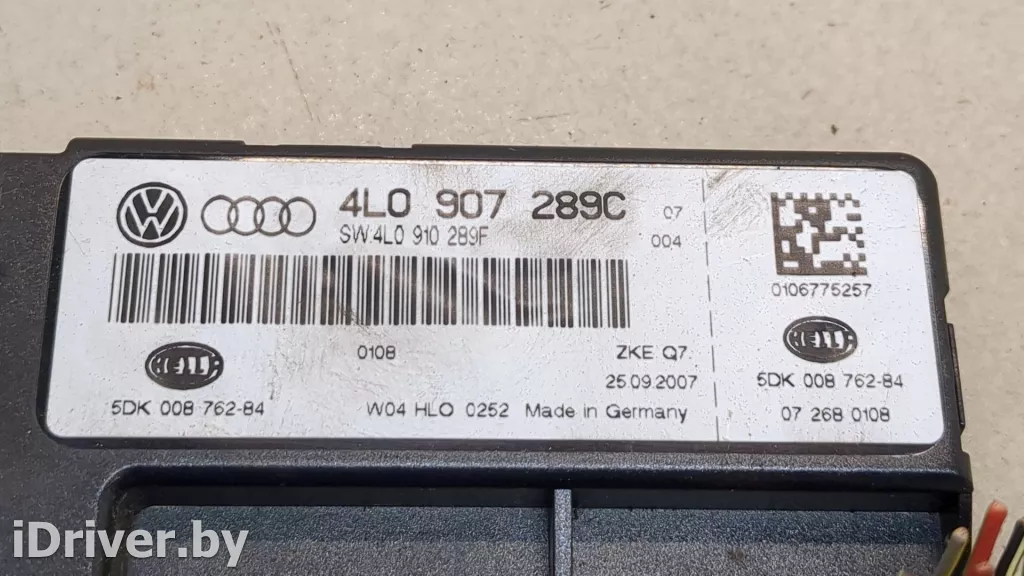 4L0 907 289C 07
SW:4L0 910 289F 004
0108 ZKE Q7.
25.09.2007
HELLA
5DK 008 762-84 W04 HLO 0252 Made in Germany
0106775257
HELLA
5DK 008 762-84
07 268 0108
iDriver.by